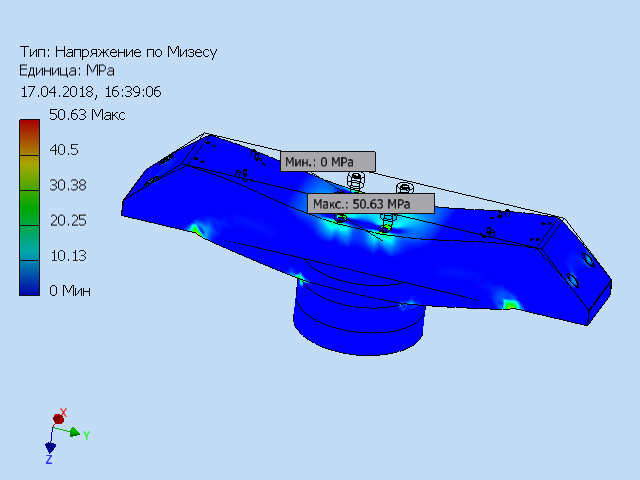 Тип: Напряжение по Мизесу
Единица: MPa
17.04.2018, 16:39:06
50.63 Макс
40.5
30.38
20.25
10.13
0 Мин
Мин.: 0 MPa
Макс.: 50.63 MPa
X
Y
Z